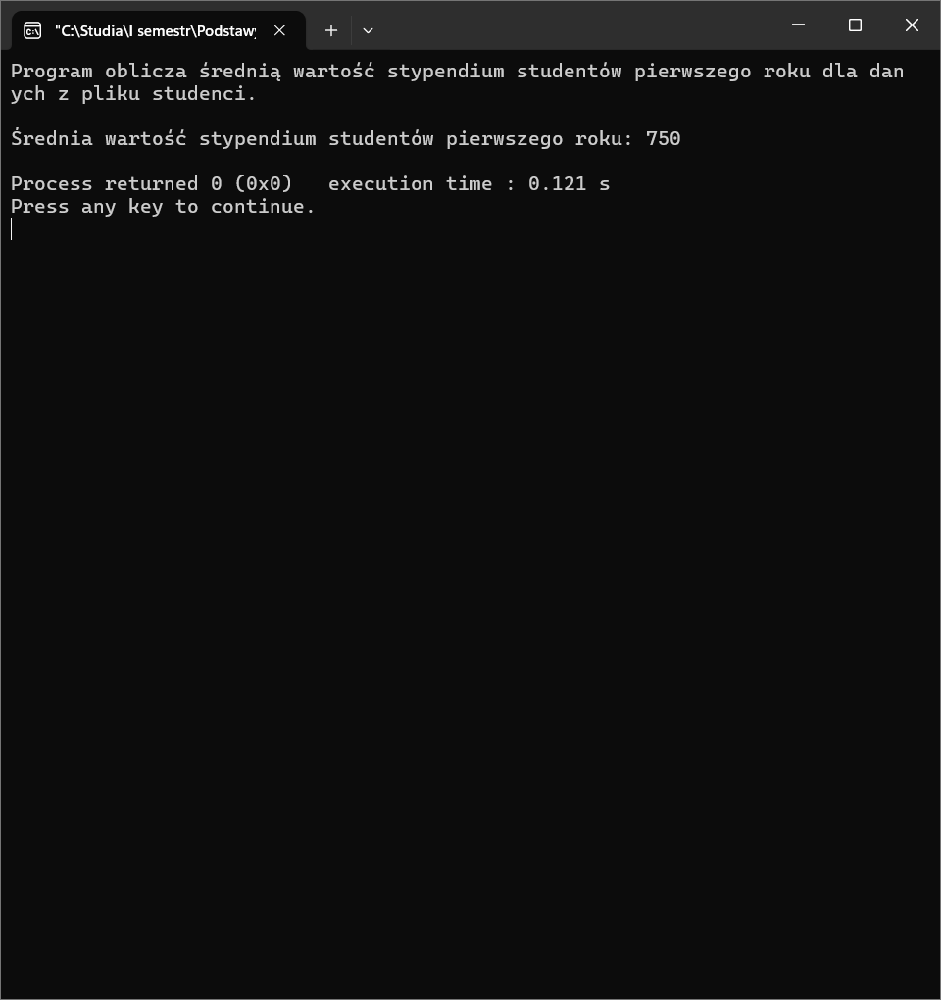 "C:\Studia\I semestr\Podstawy
Program oblicza średnią wartość stypendium studentów pierwszego roku dla dan
ych z pliku studenci.
Średnia wartość stypendium studentów pierwszego roku: 750
Process returned 0 (0x0)   execution time : 0.121 s
Press any key to continue.